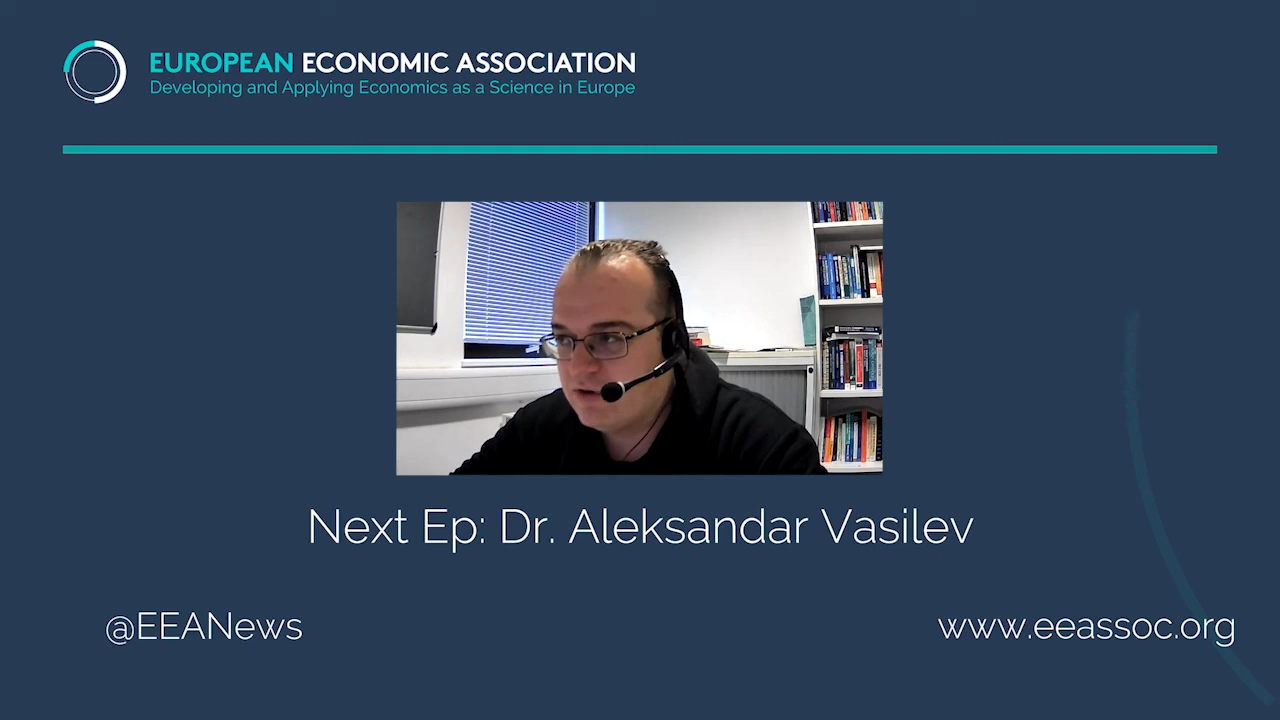 EUROPEAN ECONOMIC ASSOCIATION
Developing and Applying Economics as a Science in Europe
Next Ep: Dr. Aleksandar Vasilev
@EEANews
www.eeassoc.org